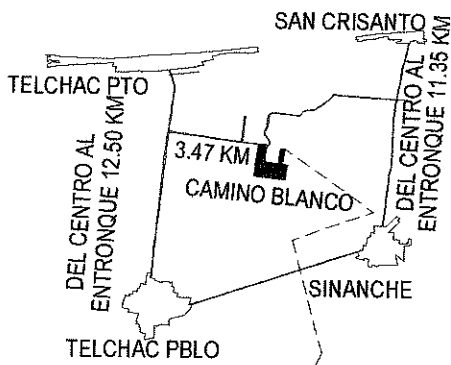 SAN CRISANTO
TELCHAC PTO
DEL CENTRO AL
ENTRONQUE 12.50 KM
3.47 KM
CAMINO BLANCO
DEL CENTRO AL
ENTRONQUE 11.35 KM
SINANCHE
TELCHAC PBLO